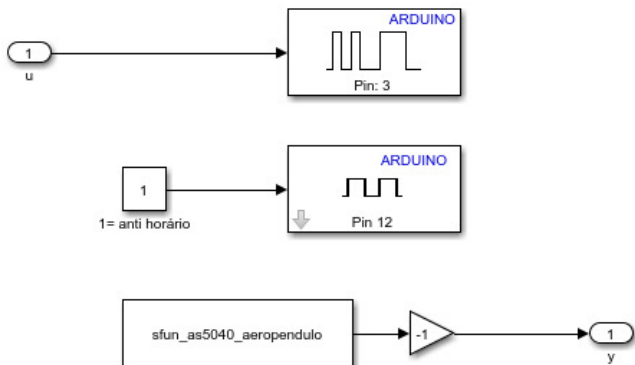 1
u
ARDUINO
Pin: 3
1
1= anti horário
ARDUINO
Pin 12
sfun_as5040_aeropendulo
-1
1
y